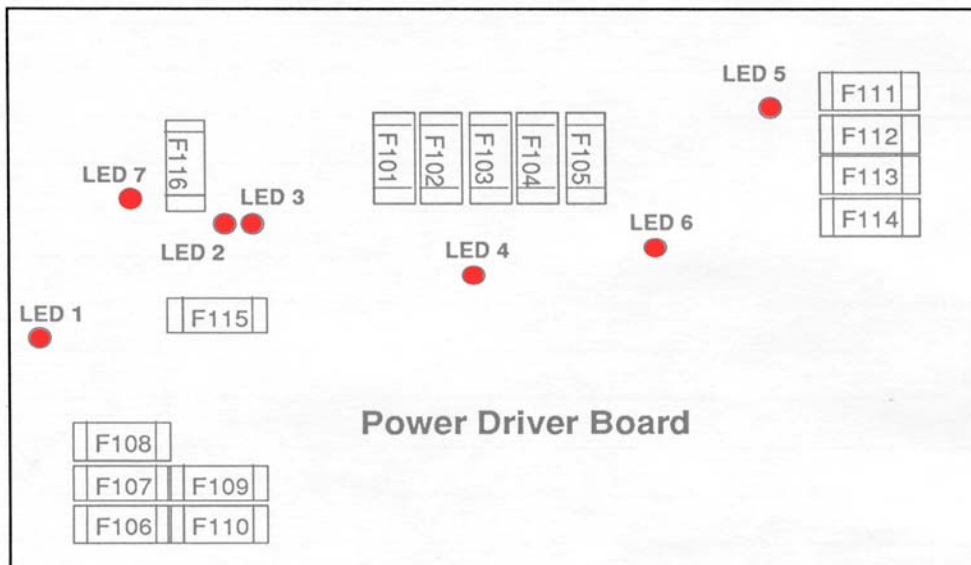 LED 5
F111
F112
F113
F114
F116
F101
F102
F103
F104
F105
LED 7
LED 3
LED 2
LED 6
LED 4
LED 1
F115
Power Driver Board
F108
F107
F109
F106
F110